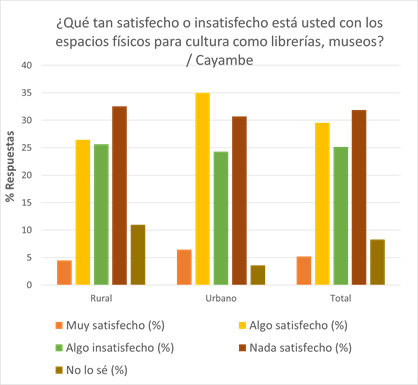 ¿Qué tan satisfecho o insatisfecho está usted con los
espacios físicos para cultura como librerías, museos?
/ Cayambe
% Respuestas
40
35
30
25
20
15
10
5
0
Rural
Urbano
Total
Muy satisfecho (%)
Algo satisfecho (%)
Algo insatisfecho (%)
Nada satisfecho (%)
No lo sé (%)